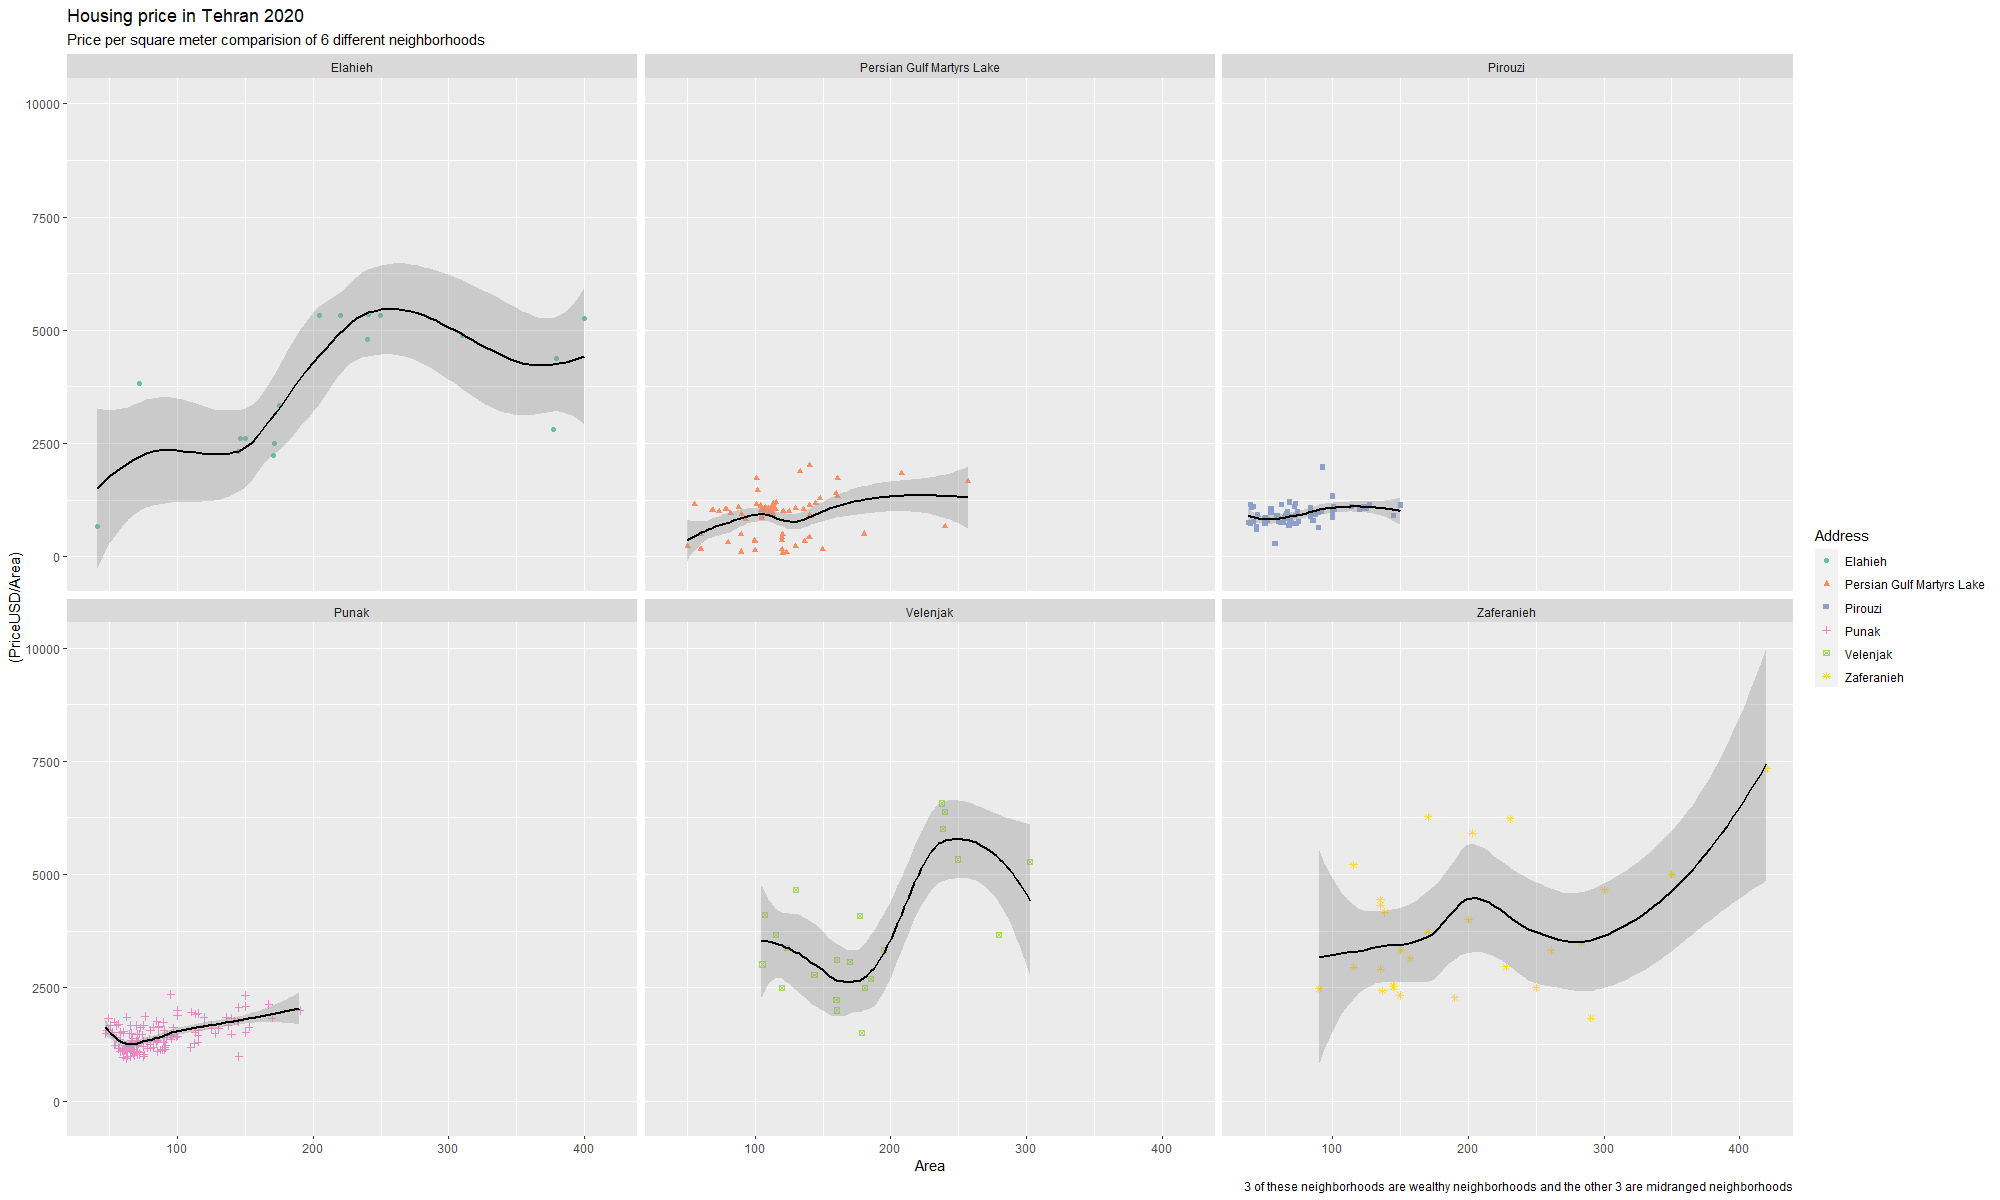 Housing price in Tehran 2020
Price per square meter comparision of 6 different neighborhoods
Elahieh
Persian Gulf Martyrs Lake
Pirouzi
10000
7500
5000
2500
0
Punak
Velenjak
Zaferanieh
10000
7500
5000
2500
0
(PriceUSD/Area)
100 200 300 400
100 200 300 400
100 200 300 400
Area
Address
Elahieh
Persian Gulf Martyrs Lake
Pirouzi
Punak
Velenjak
Zaferanieh
3 of these neighborhoods are wealthy neighborhoods and the other 3 are midranged neighborhoods